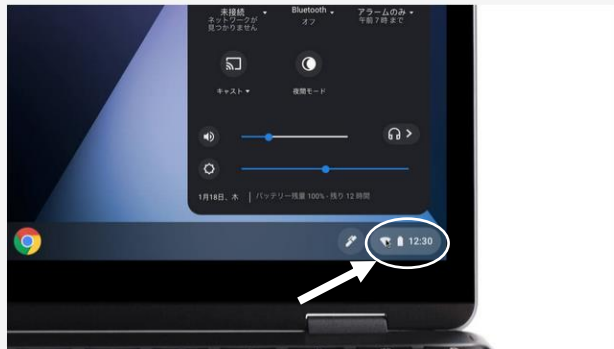 未接続
ネットワークが
見つかりません
Bluetooth
オフ
アラームのみ
午前7時 まで
キャスト
夜間モード
1月18日、木 | バッテリー残量 100% - 残り 12 時間
12:30